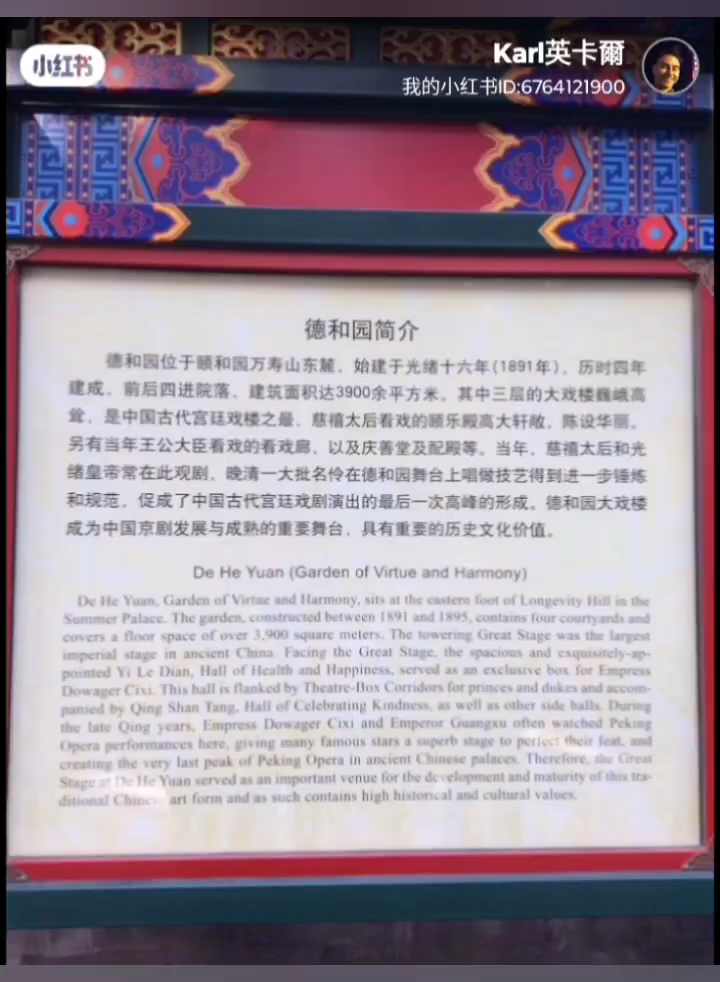 小红书
Karl英卡爾
我的小红书ID:6764121900
德和园简介
德和园位于颐和园万寿山东麓，始建于光绪十六年(1891年)，历时四年
建成，前后四进院落，建筑面积达3900余平方米。其中三层的大戏楼巍峨高
耸，是中国古代宫廷戏楼之最。慈禧太后看戏的颐乐殿高大轩敞，陈设华丽。
另有当年王公大臣看戏的看戏廊，以及庆善堂及配殿等。当年，慈禧太后和光
绪皇帝常在此观剧，晚清一大批名伶在德和园舞台上唱做技艺得到进一步锤炼
和规范，促成了中国古代宫廷戏剧演出的最后一次高峰的形成。德和园大戏楼
成为中国京剧发展与成熟的重要舞台，具有重要的历史文化价值。
De He Yuan (Garden of Virtue and Harmony)
De He Yuan, Garden of Virtue and Harmony, sits at the eastern foot of Longevity Hill in the
Summer Palace. The garden, constructed between 1891 and 1895, contains four courtyards and
covers a floor space of over 3,900 square meters. The towering Great Stage was the largest
imperial stage in ancient China. Facing the Great Stage, the spacious and exquisitely-ap-
pointed Yi Le Dian, Hall of Health and Happiness, served as an exclusive box for Empress
Dowager Cixi. This hall is flanked by Theatre-Box Corridors for princes and dukes and accom-
panied by Qing Shan Tang, Hall of Celebrating Kindness, as well as other side halls. During
the late Qing years, Empress Dowager Cixi and Emperor Guangxu often watched Peking
Opera performances here, giving many famous stars a superb stage to perfect their feat, and
creating the very last peak of Peking Opera in ancient Chinese palaces. Therefore, the Great
Stage at De He Yuan served as an important venue for the development and maturity of this tra-
ditional Chinese art form and as such contains high historical and cultural values.